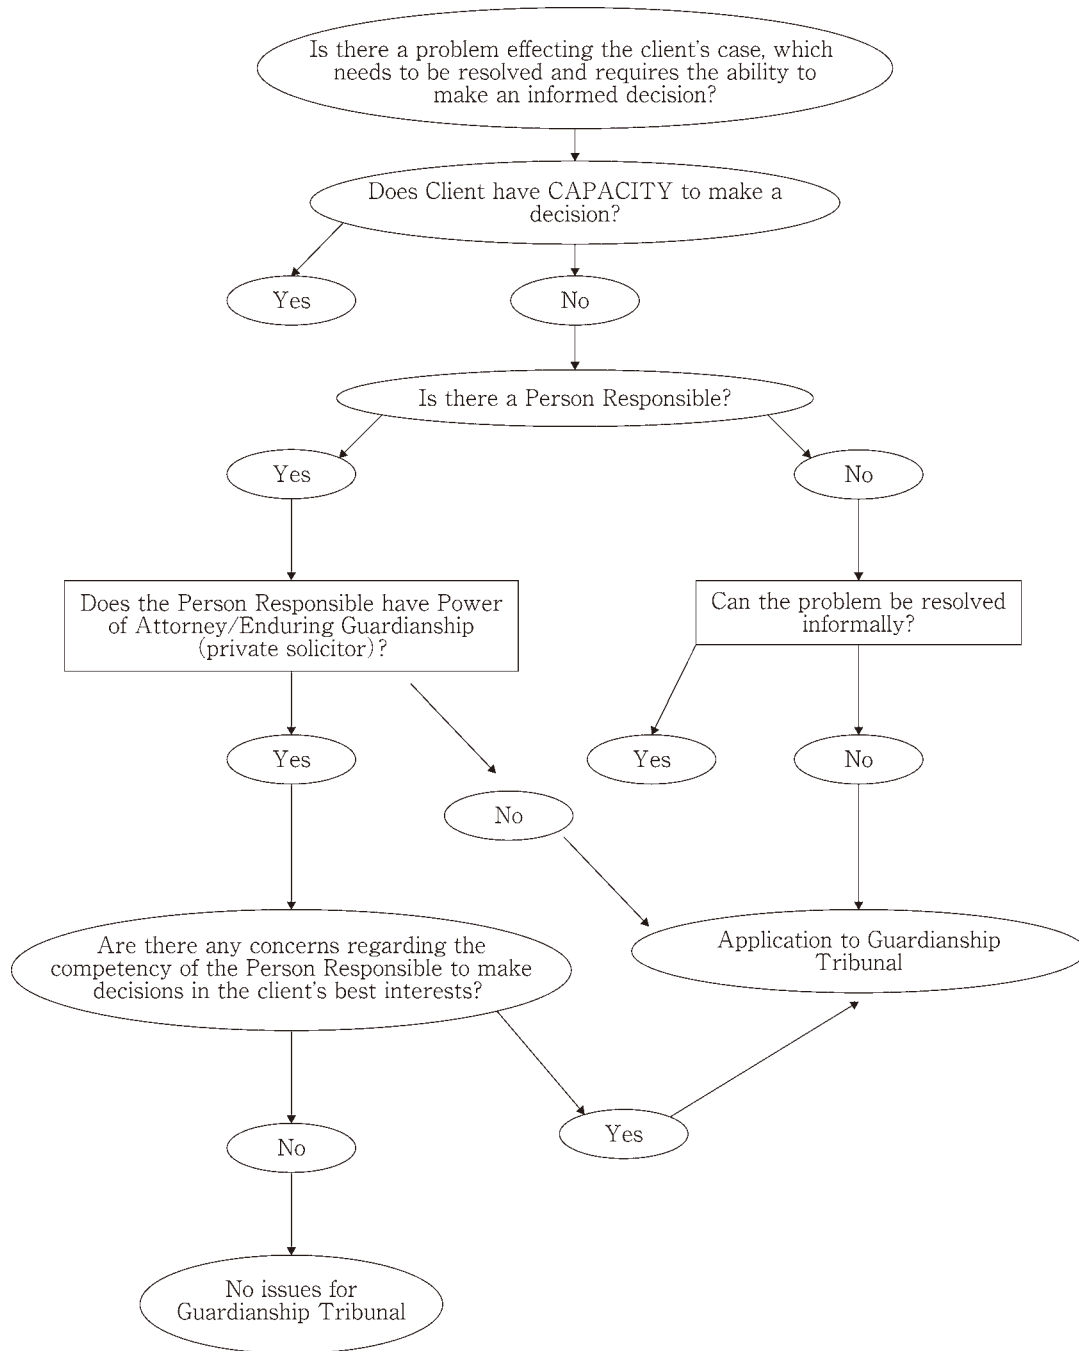 Is there a problem effecting the client's case, which
needs to be resolved and requires the ability to
make an informed decision?
Does Client have CAPACITY to make a
decision?
Yes
No
Is there a Person Responsible?
Yes
No
Does the Person Responsible have Power
of Attorney/Enduring Guardianship
(private solicitor)?
Can the problem be resolved
informally?
Yes
Yes
No
No
Are there any concerns regarding the
competency of the Person Responsible to make
decisions in the client's best interests?
Application to Guardianship
Tribunal
No
Yes
No issues for
Guardianship Tribunal